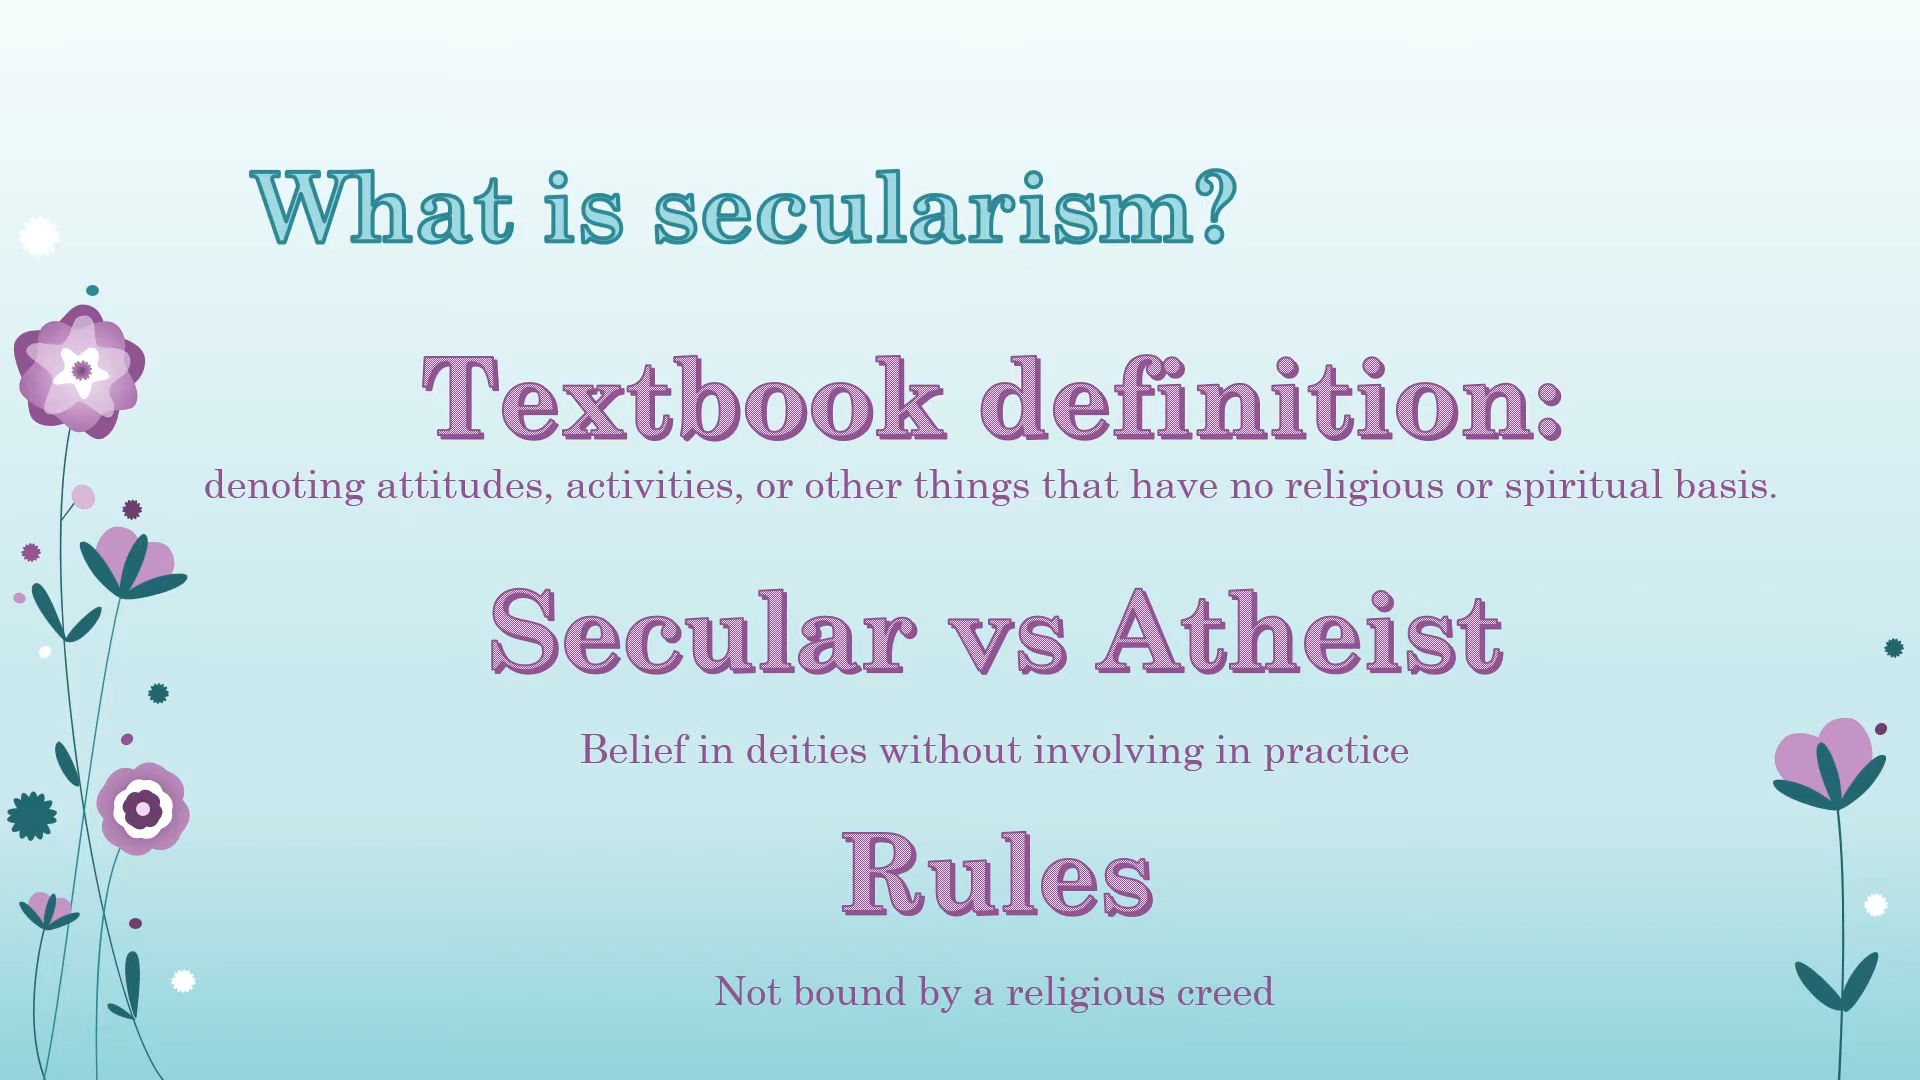 What is secularism?
Textbook definition:
denoting attitudes, activities, or other things that have no religious or spiritual basis.
Secular vs Atheist
Belief in deities without involving in practice
Rules
Not bound by a religious creed